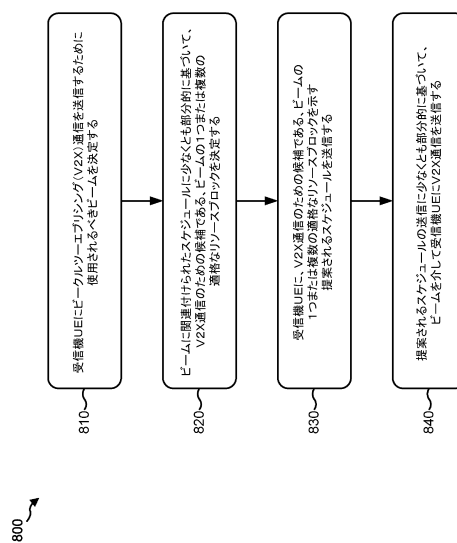 800
810
受信機UEにビークルツーエブリシング(V2X)通信を送信するために
使用されるべきビームを決定する
820
ビームに関連付けられたスケジュールに少なくとも部分的に基づいて、
V2X通信のための候補である、ビームの1つまたは複数の
適格なリソースブロックを決定する
830
受信機UEに、V2X通信のための候補である、ビームの
1つまたは複数の適格なリソースブロックを示す
提案されるスケジュールを送信する
840
提案されるスケジュールの送信に少なくとも部分的に基づいて、
ビームを介して受信機UEにV2X通信を送信する